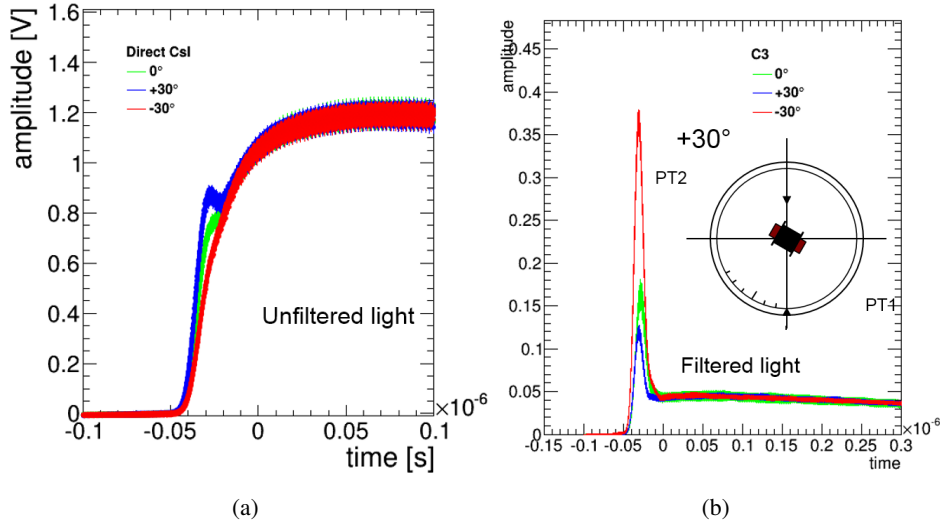 amplitude [V]
1.6
1.4
1.2
1
0.8
0.6
0.4
0.2
0
Direct CsI
0°
+30°
-30°
Unfiltered light
-0.1 -0.05 0 0.05 0.1
×10⁻⁶
time [s]
(a)
amplitude
0.45
0.4
0.35
0.3
0.25
0.2
0.15
0.1
0.05
0
C3
0°
+30°
-30°
+30°
PT2
PT1
Filtered light
-0.15 -0.1 -0.05 0 0.05 0.1 0.15 0.2 0.25 0.3
×10⁻⁶
time
(b)